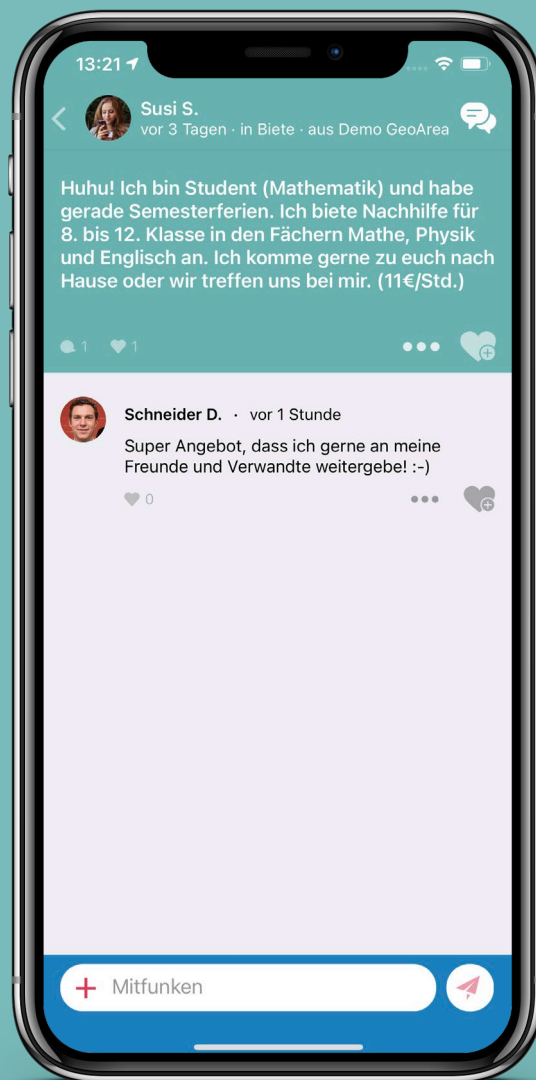 13:21
Susi S.
vor 3 Tagen · in Biete · aus Demo GeoArea
Huhu! Ich bin Student (Mathematik) und habe
gerade Semesterferien. Ich biete Nachhilfe für
8. bis 12. Klasse in den Fächern Mathe, Physik
und Englisch an. Ich komme gerne zu euch nach
Hause oder wir treffen uns bei mir. (11€/Std.)
1 1
Schneider D. · vor 1 Stunde
Super Angebot, dass ich gerne an meine
Freunde und Verwandte weitergebe! :-)
0
Mitfunken